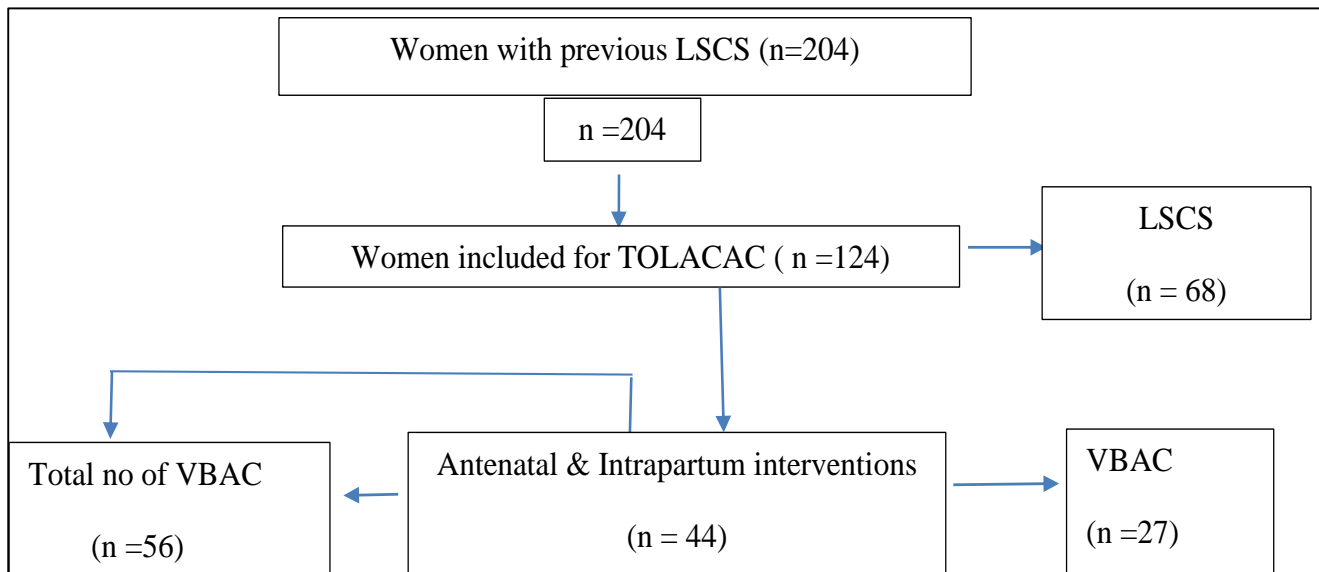 Women with previous LSCS (n=204)
n =204
Women included for TOLACAC ( n =124)
LSCS
(n = 68)
Total no of VBAC
(n =56)
Antenatal & Intrapartum interventions
(n = 44)
VBAC
(n =27)